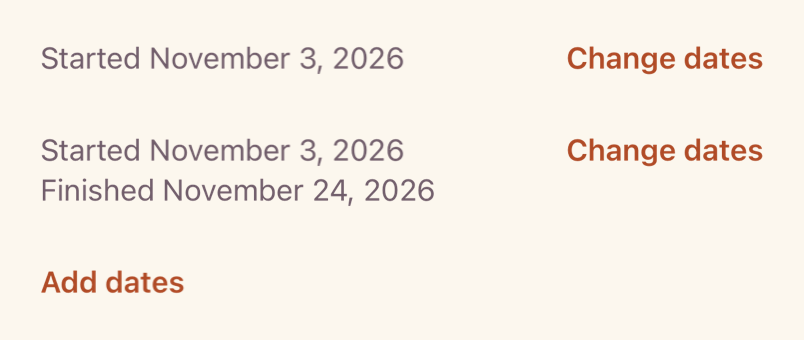 Started November 3, 2026 Change dates
Started November 3, 2026 Change dates
Finished November 24, 2026
Add dates